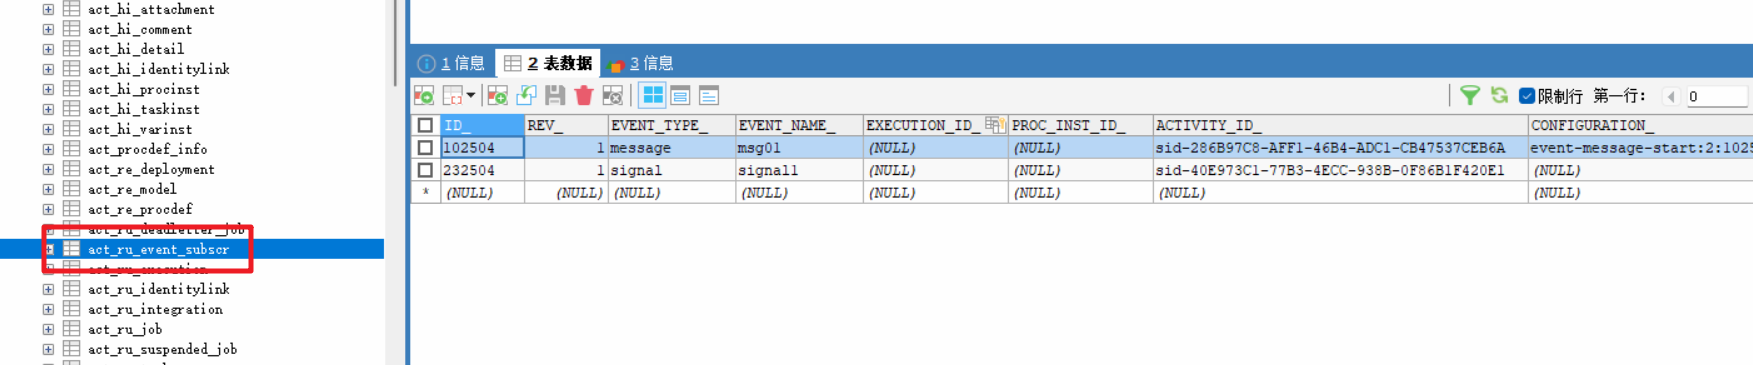 act_hi_attachment
act_hi_comment
act_hi_detail
act_hi_identitylink
act_hi_procinst
act_hi_taskinst
act_hi_varinst
act_procdef_info
act_re_deployment
act_re_model
act_re_procdef
act_ru_deadletter_job
act_ru_event_subscr
act_ru_execution
act_ru_identitylink
act_ru_integration
act_ru_job
act_ru_suspended_job
1 信息 2 表数据 3 信息
限制行 第一行: 0
ID_ REV_ EVENT_TYPE_ EVENT_NAME_ EXECUTION_ID_ PROC_INST_ID_ ACTIVITY_ID_ CONFIGURATION_
102504 1 message msg01 (NULL) (NULL) sid-286B97C8-AFF1-46B4-ADC1-CB47537CEB6A event-message-start:2:1025
232504 1 signal signal1 (NULL) (NULL) sid-40E973C1-77B3-4ECC-938B-0F86B1F420E1 (NULL)
* (NULL) (NULL) (NULL) (NULL) (NULL) (NULL) (NULL) (NULL)